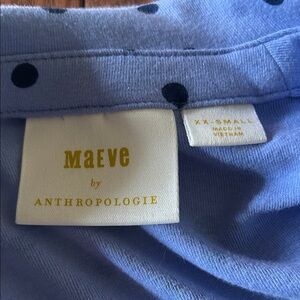 MAEVE
by
ANTHROPOLOGIE
XX-SMALL
MADE IN
VIETNAM